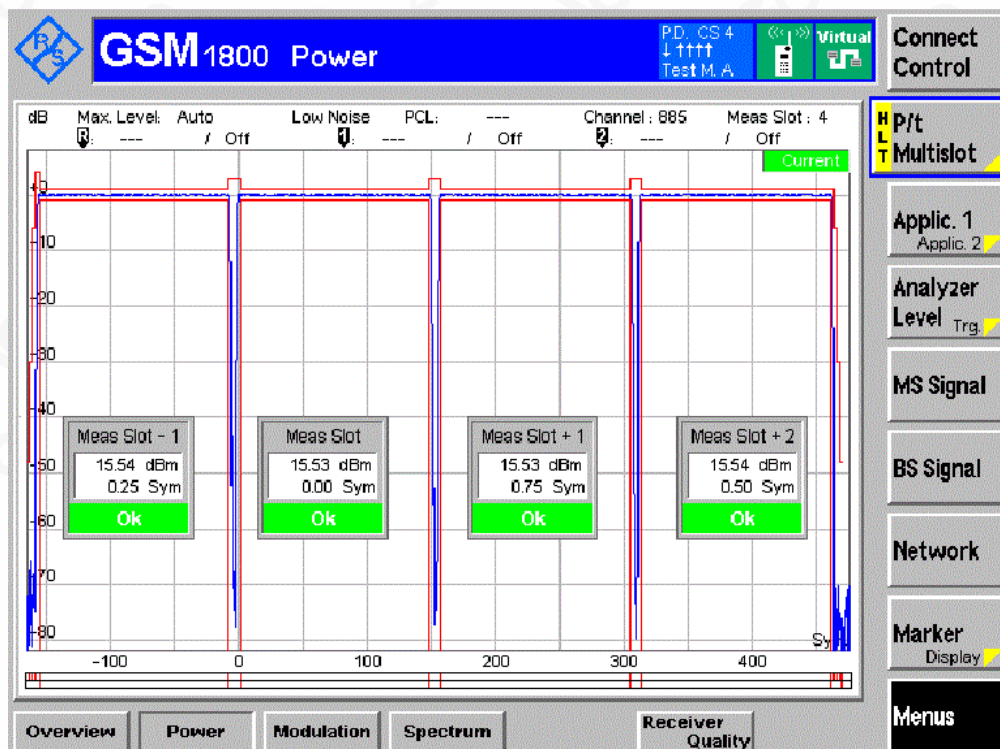 R/S
GSM 1800 Power
P.D. CS 4
↓↑↑↑↑
Test M. A
Virtual
Connect Control
dB Max. Level: Auto Low Noise PCL: --- Channel : 885 Meas Slot : 4
R : --- / Off 1 : --- / Off 2 : --- / Off
Current
H L T
P/t Multislot
Applic. 1
Applic. 2
Analyzer Level Trg.
MS Signal
BS Signal
Network
Marker
Display
Menus
+0
-10
-20
-30
-40
-50
-60
-70
-80
Meas Slot - 1
15.54 dBm
0.25 Sym
Ok
Meas Slot
15.53 dBm
0.00 Sym
Ok
Meas Slot + 1
15.53 dBm
0.75 Sym
Ok
Meas Slot + 2
15.54 dBm
0.50 Sym
Ok
Sy
-100 0 100 200 300 400
Overview Power Modulation Spectrum Receiver Quality